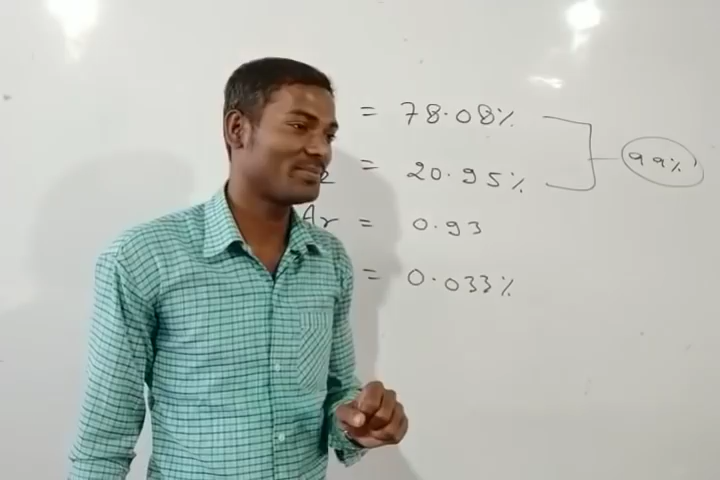 = 78.08%
99%
2 = 20.95%
Ar = 0.93
= 0.033%